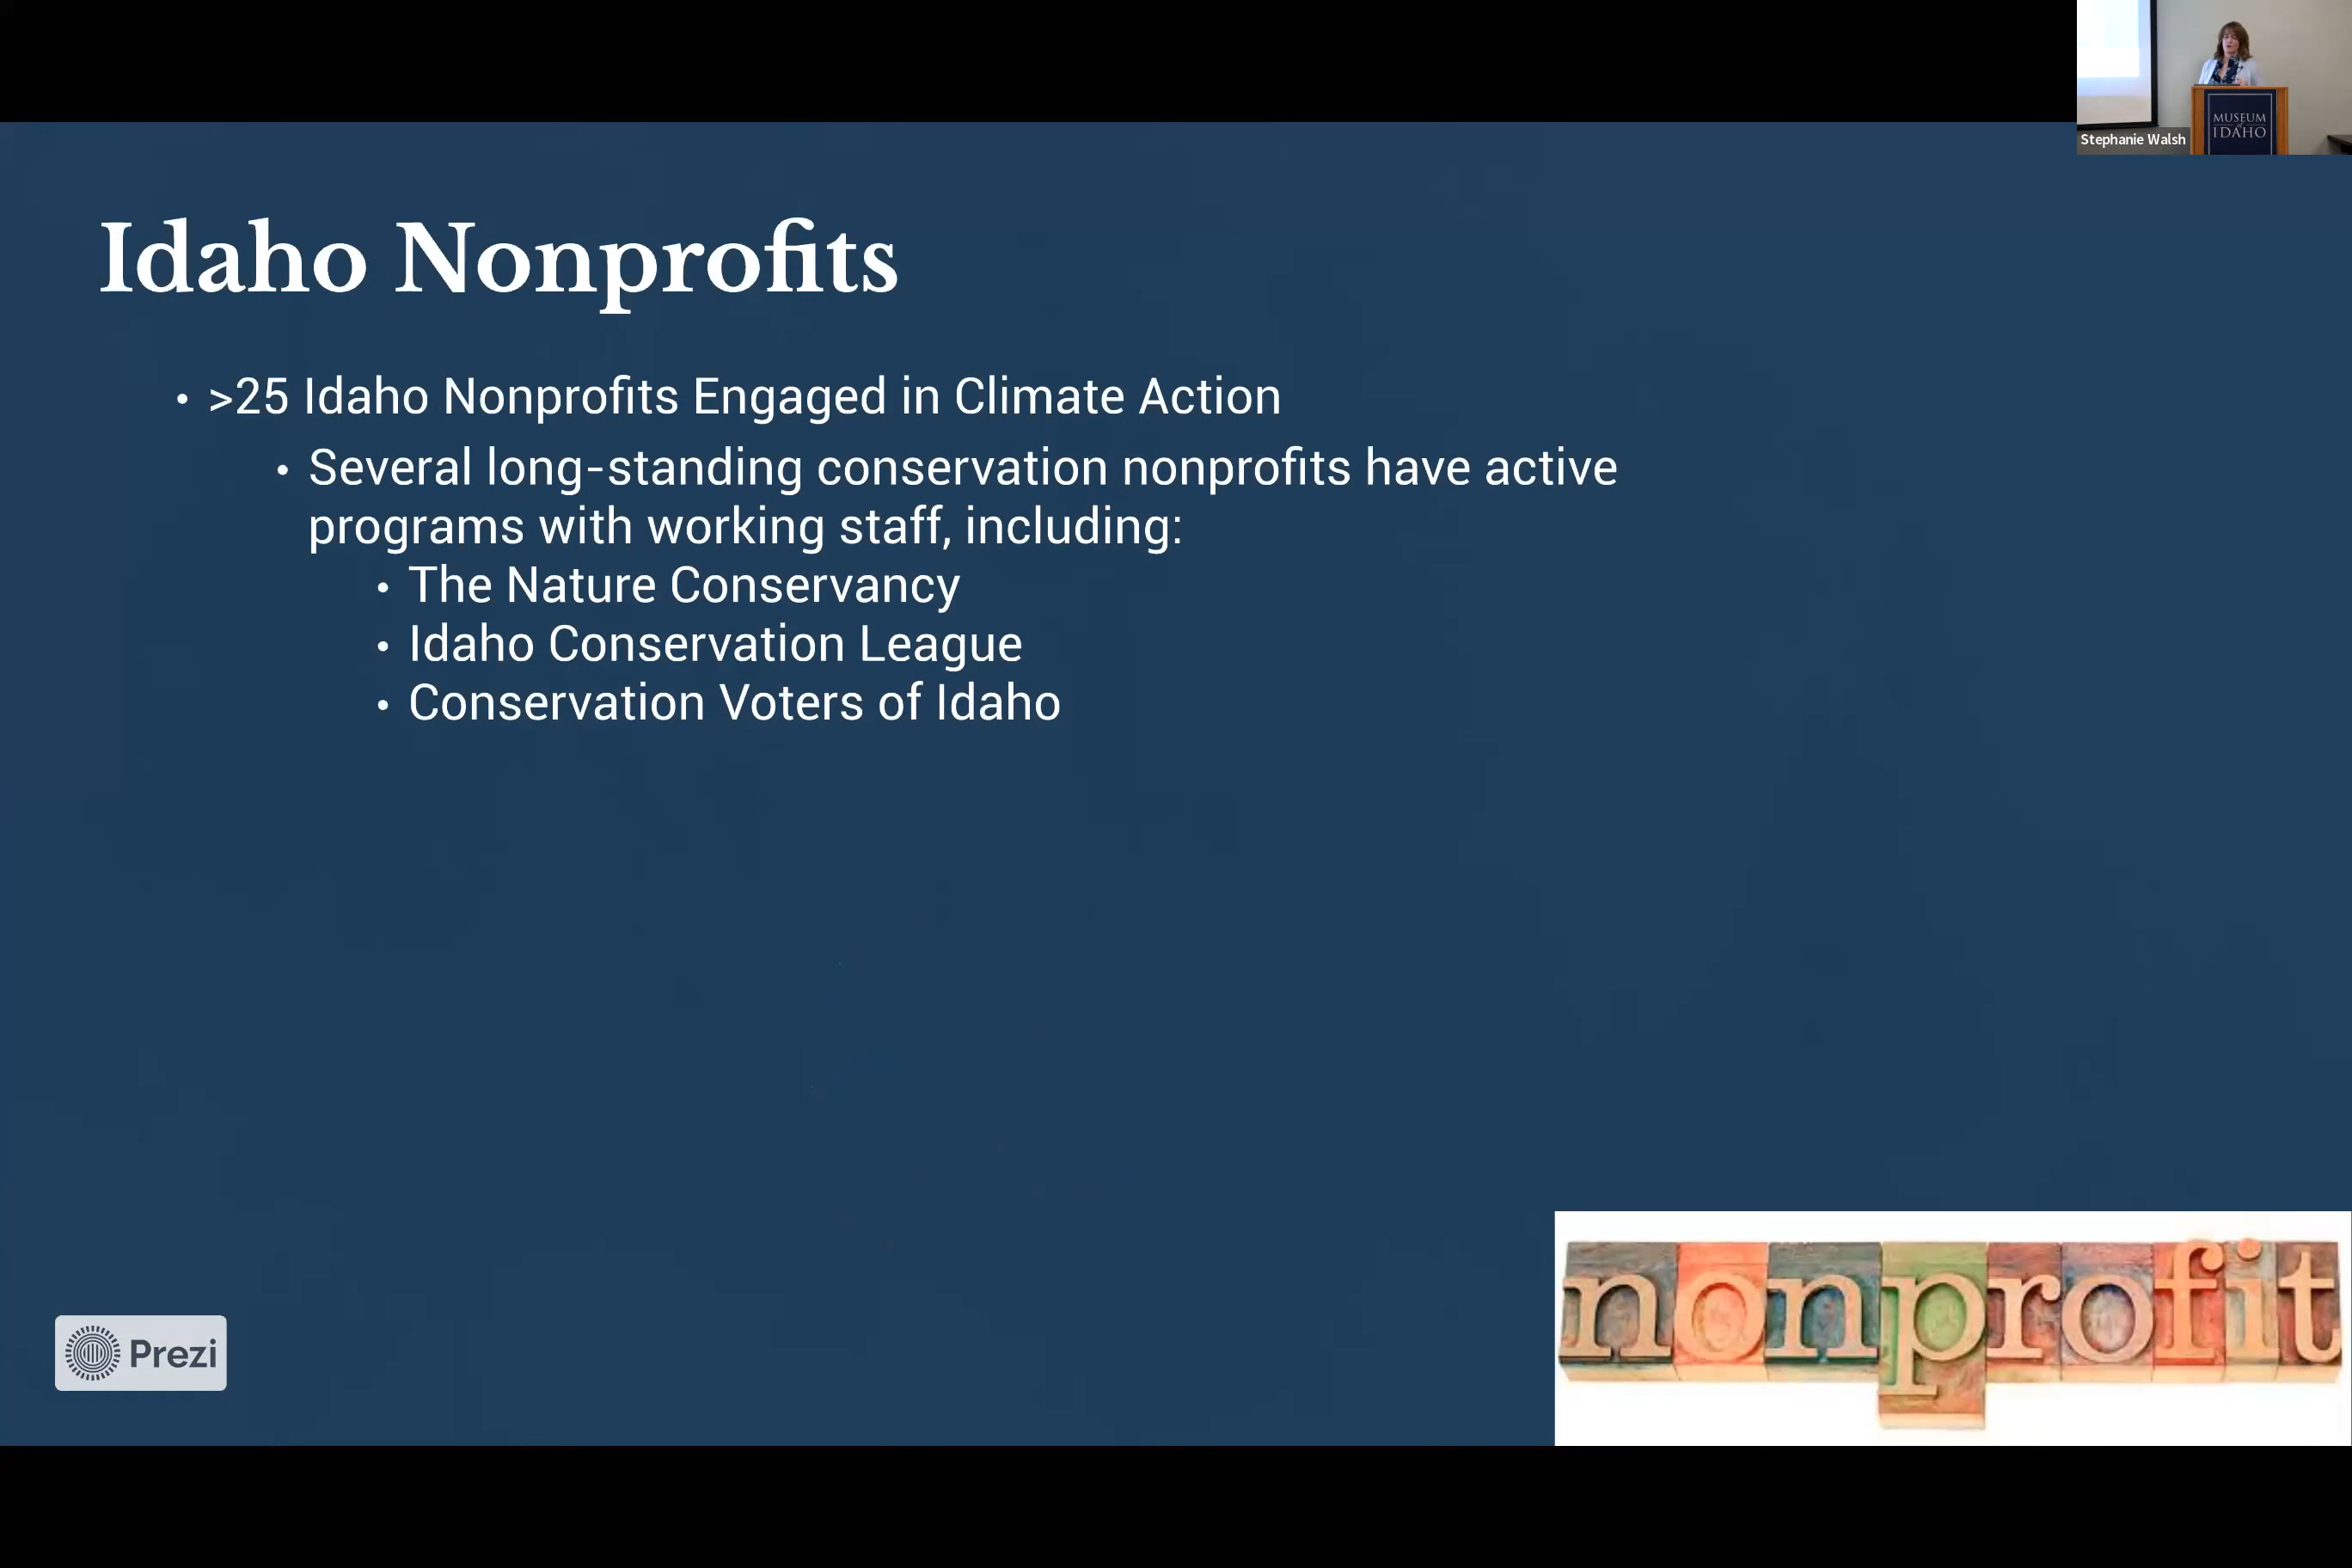 MUSEUM
of
IDAHO
Stephanie Walsh
Idaho Nonprofits
• >25 Idaho Nonprofits Engaged in Climate Action
• Several long-standing conservation nonprofits have active
programs with working staff, including:
• The Nature Conservancy
• Idaho Conservation League
• Conservation Voters of Idaho
nonprofit
Prezi